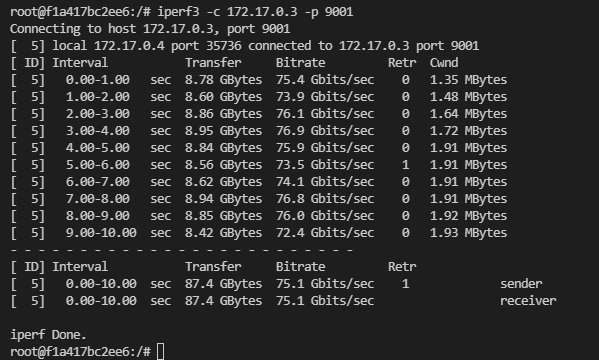 root@f1a417bc2ee6:/# iperf3 -c 172.17.0.3 -p 9001
Connecting to host 172.17.0.3, port 9001
[  5] local 172.17.0.4 port 35736 connected to 172.17.0.3 port 9001
[ ID] Interval           Transfer     Bitrate         Retr  Cwnd
[  5]   0.00-1.00   sec  8.78 GBytes  75.4 Gbits/sec    0   1.35 MBytes
[  5]   1.00-2.00   sec  8.60 GBytes  73.9 Gbits/sec    0   1.48 MBytes
[  5]   2.00-3.00   sec  8.86 GBytes  76.1 Gbits/sec    0   1.64 MBytes
[  5]   3.00-4.00   sec  8.95 GBytes  76.9 Gbits/sec    0   1.72 MBytes
[  5]   4.00-5.00   sec  8.84 GBytes  75.9 Gbits/sec    0   1.91 MBytes
[  5]   5.00-6.00   sec  8.56 GBytes  73.5 Gbits/sec    1   1.91 MBytes
[  5]   6.00-7.00   sec  8.62 GBytes  74.1 Gbits/sec    0   1.91 MBytes
[  5]   7.00-8.00   sec  8.94 GBytes  76.8 Gbits/sec    0   1.91 MBytes
[  5]   8.00-9.00   sec  8.85 GBytes  76.0 Gbits/sec    0   1.92 MBytes
[  5]   9.00-10.00  sec  8.42 GBytes  72.4 Gbits/sec    0   1.93 MBytes
- - - - - - - - - - - - - - - - - - - - - - - - -
[ ID] Interval           Transfer     Bitrate         Retr
[  5]   0.00-10.00  sec  87.4 GBytes  75.1 Gbits/sec    1             sender
[  5]   0.00-10.00  sec  87.4 GBytes  75.1 Gbits/sec                  receiver
iperf Done.
root@f1a417bc2ee6:/#